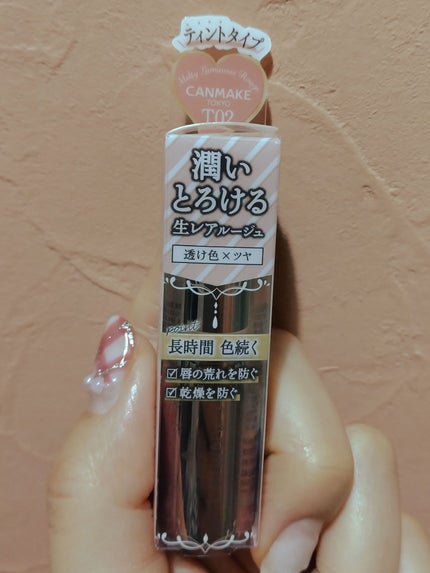 ティントタイプ
Melty Luminous Rouge
CANMAKE
TOKYO
T02
潤い
とろける
生レアルージュ
透け色×ツヤ
point
長時間 色続く
唇の荒れを防ぐ
乾燥を防ぐ